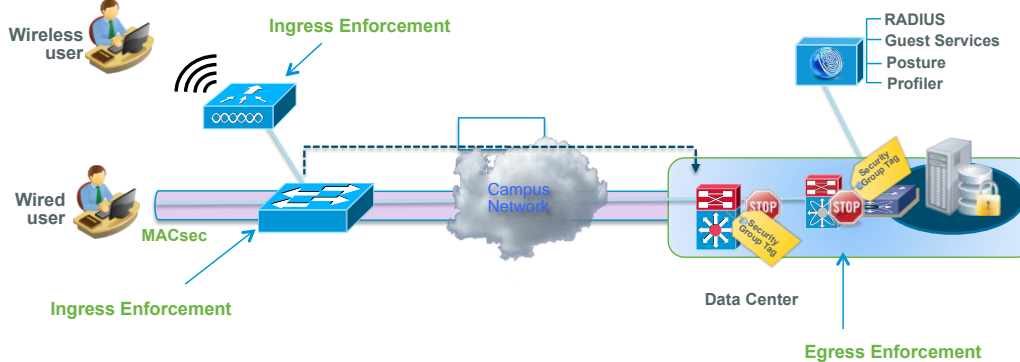 Wireless
user
Ingress Enforcement
RADIUS
Guest Services
Posture
Profiler
Security
Group Tag
Wired
user
MACsec
Campus
Network
STOP
STOP
Security
Group Tag
Ingress Enforcement
Data Center
Egress Enforcement